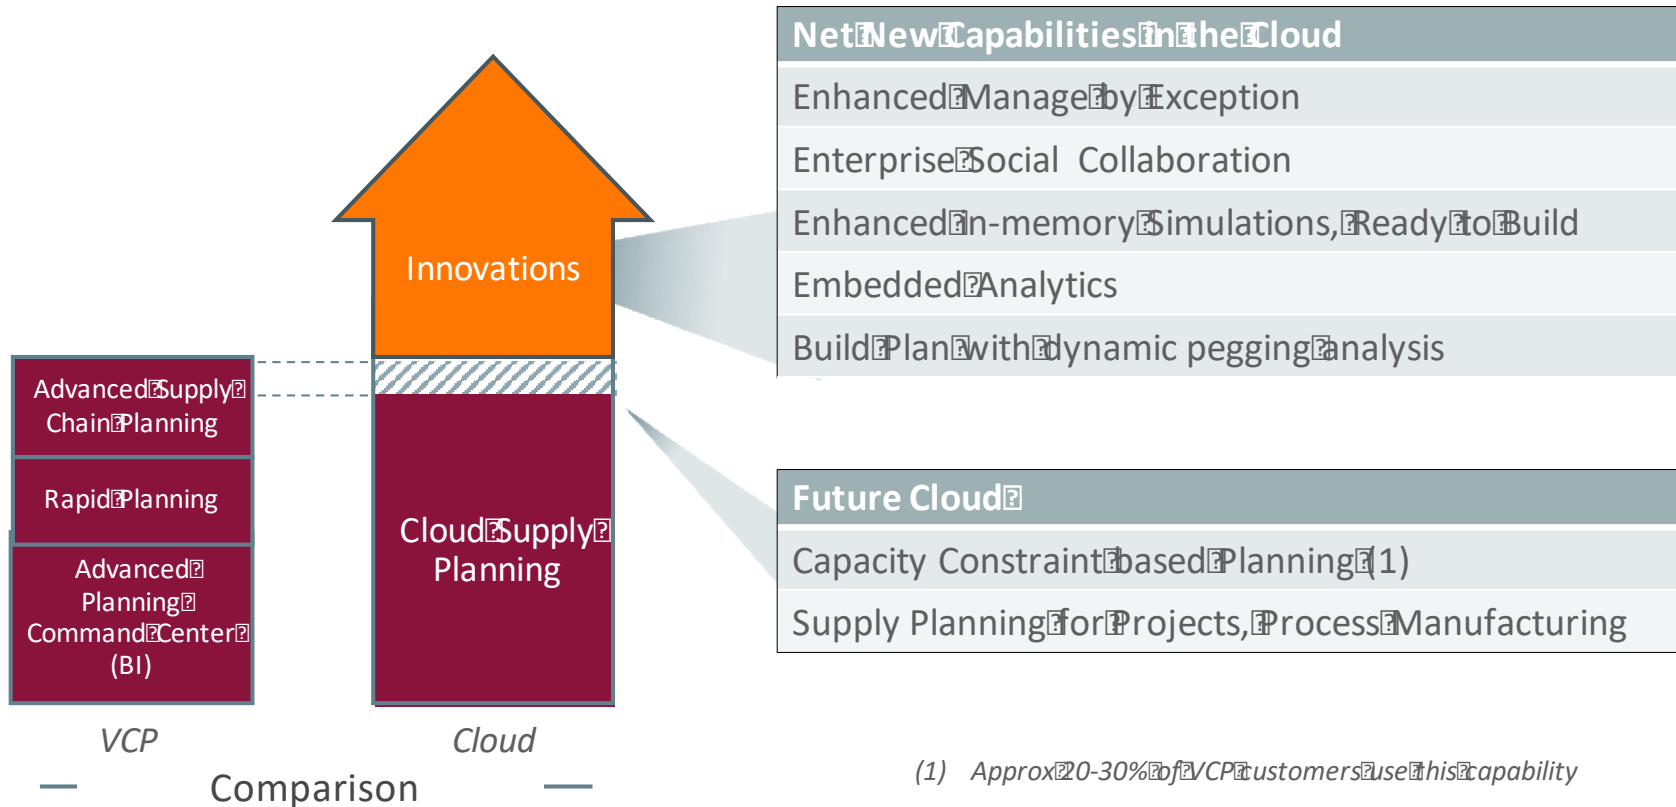 Net New Capabilities in the Cloud
Enhanced Manage by Exception
Enterprise Social Collaboration
Enhanced in-memory Simulations, Ready to Build
Embedded Analytics
Build Plan with dynamic pegging analysis
Innovations
Advanced Supply
Chain Planning
Rapid Planning
Advanced
Planning
Command Center
(BI)
Cloud Supply
Planning
Future Cloud
Capacity Constraint based Planning (1)
Supply Planning for Projects, Process Manufacturing
VCP
Cloud
Comparison
(1) Approx 20-30% of VCP customers use this capability